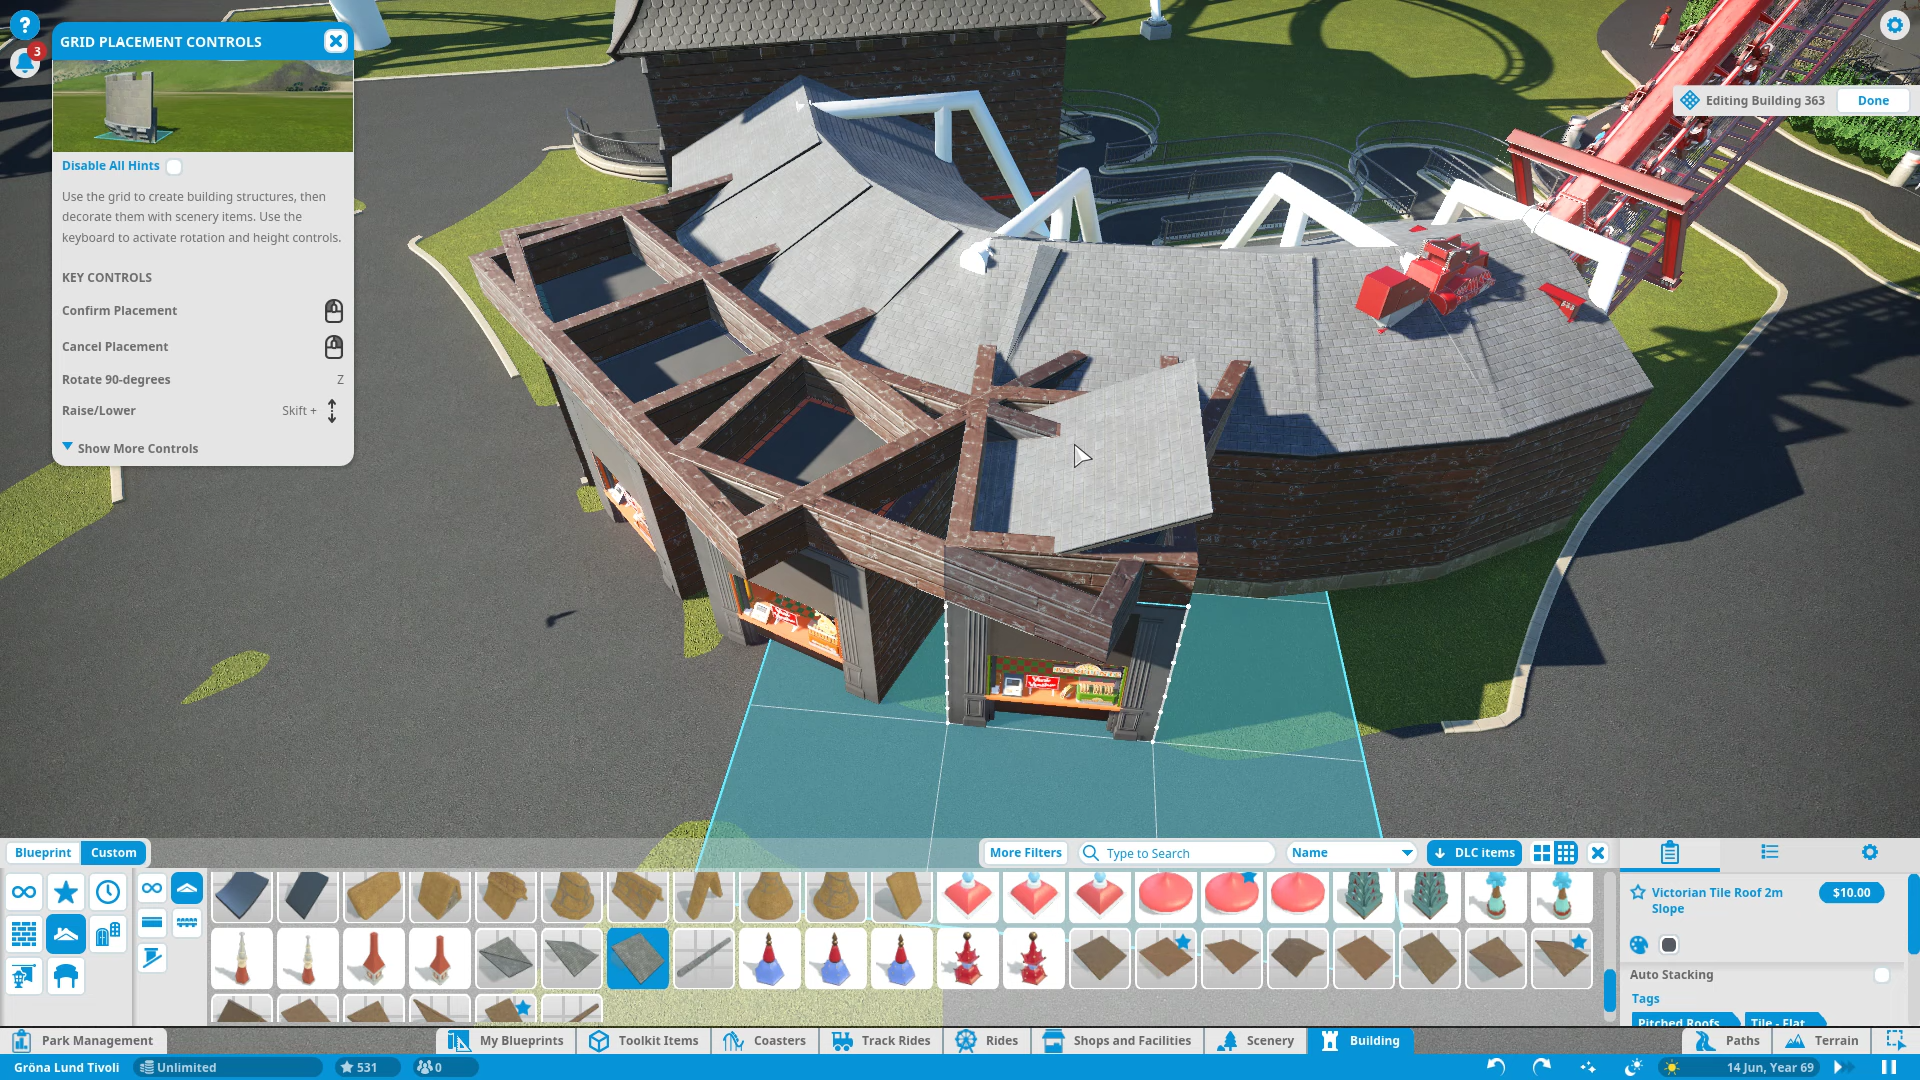 ?
3
GRID PLACEMENT CONTROLS
Disable All Hints
Use the grid to create building structures, then
decorate them with scenery items. Use the
keyboard to activate rotation and height controls.
KEY CONTROLS
Confirm Placement
Cancel Placement
Rotate 90-degrees Z
Raise/Lower Skift +
Show More Controls
Editing Building 363 Done
Blueprint Custom
More Filters Type to Search Name DLC items
Victorian Tile Roof 2m
Slope
$10.00
Auto Stacking
Tags
Pitched Roofs Tile - Flat
Park Management My Blueprints Toolkit Items Coasters Track Rides Rides Shops and Facilities Scenery Building Paths Terrain
Gröna Lund Tivoli Unlimited 531 0 14 Jun, Year 69